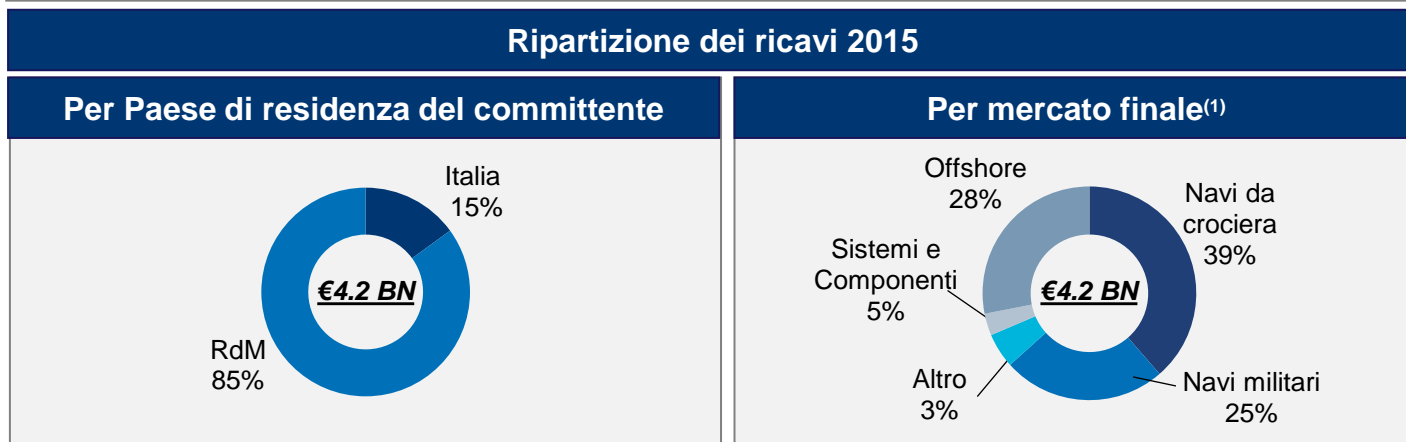 Ripartizione dei ricavi 2015
Per Paese di residenza del committente
Italia
15%
€4.2 BN
RdM
85%
Per mercato finale(1)
Offshore
28%
Navi da
crociera
39%
Sistemi e
Componenti
5%
€4.2 BN
Altro
3%
Navi militari
25%